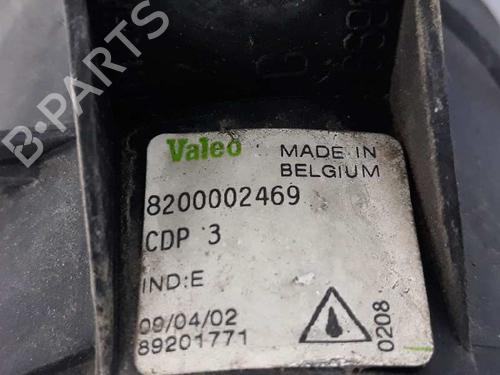 Valeo
MADE IN
BELGIUM
8200002469
CDP 3
IND:E
09/04/02
89201771
0208
B-PARTS